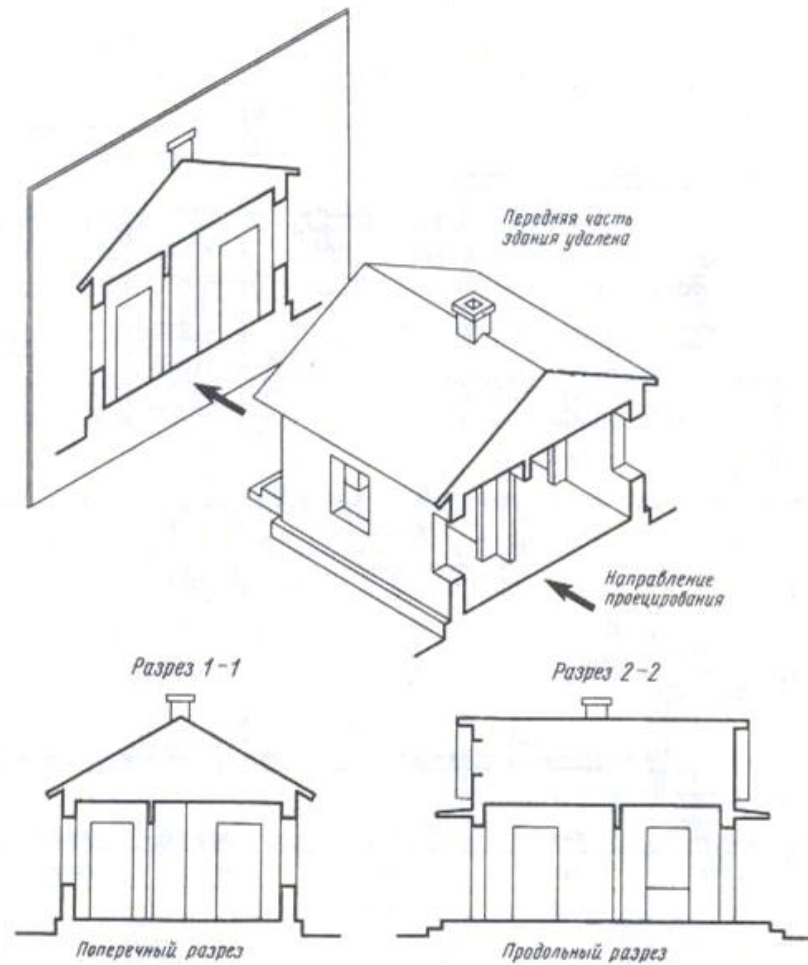 Передняя часть
здания удалена
Направление
проецирования
Разрез 1-1
Разрез 2-2
Поперечный разрез
Продольный разрез